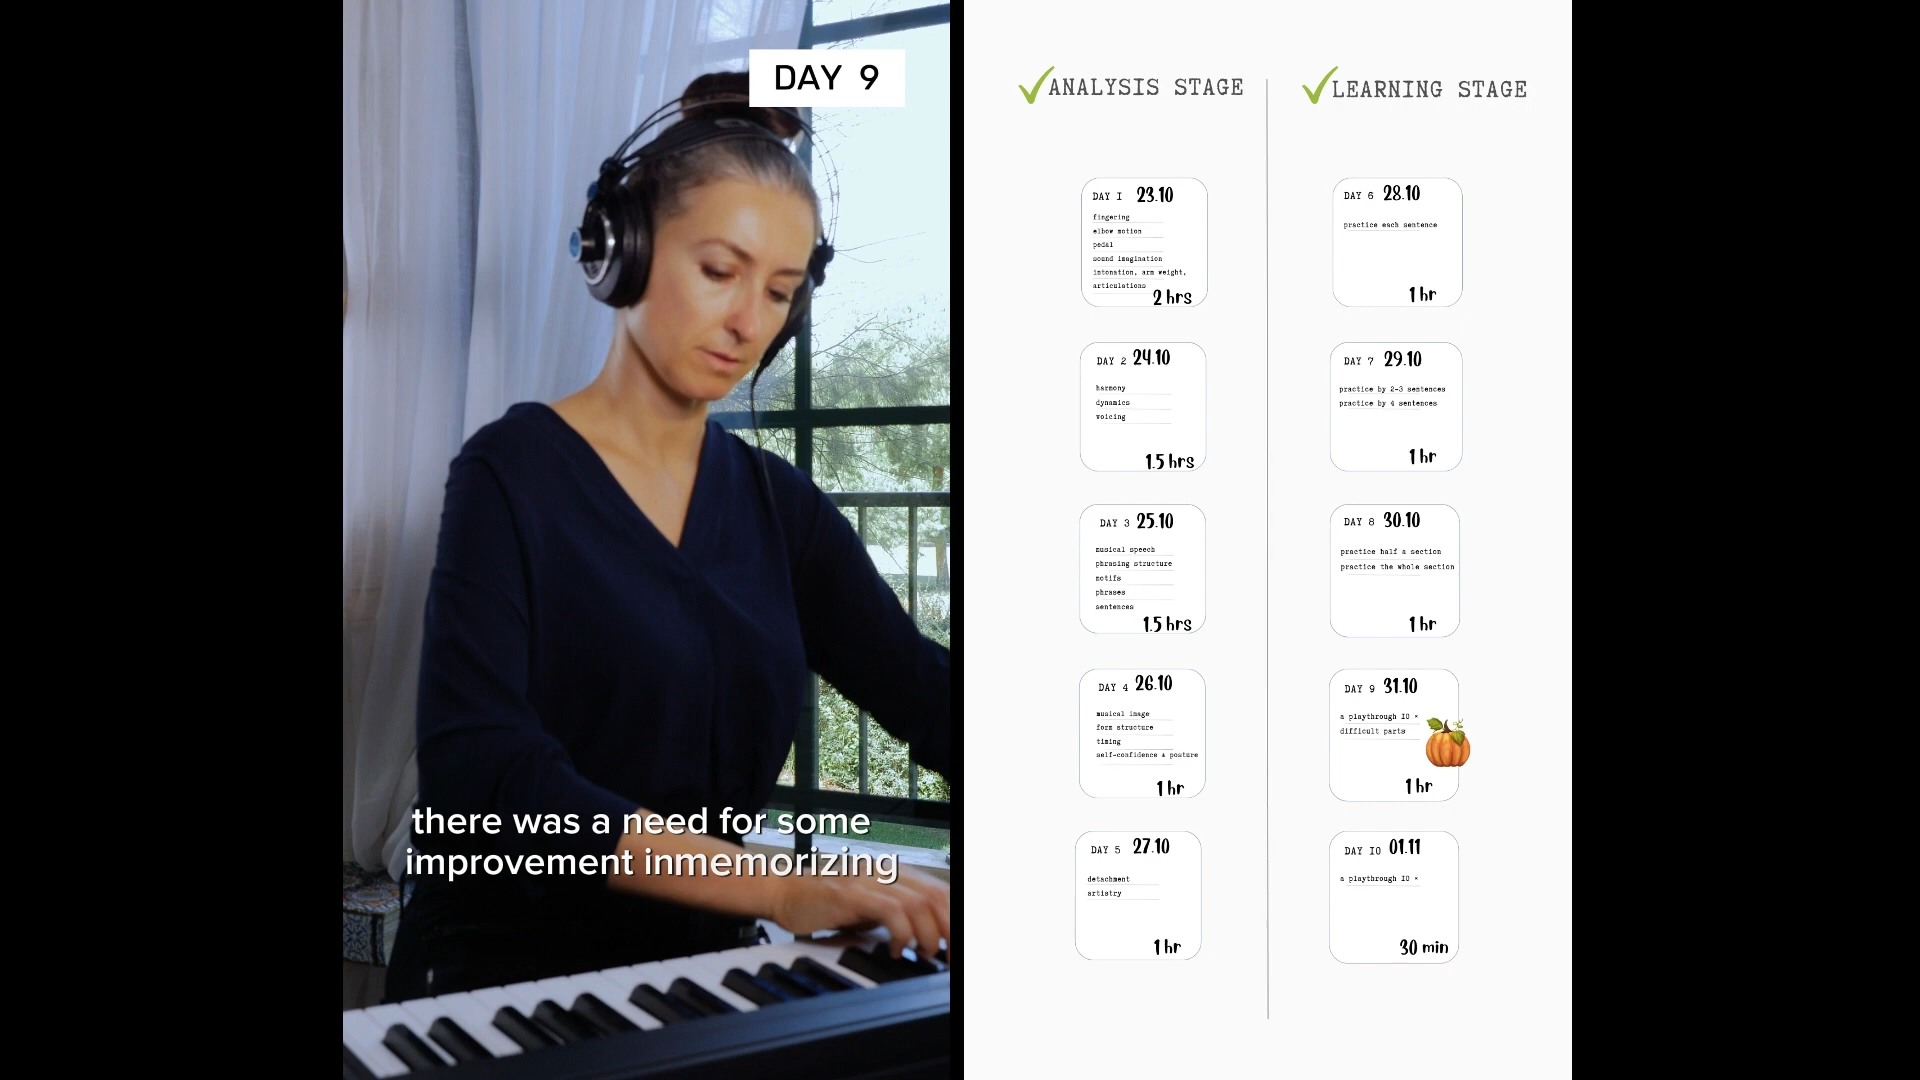 DAY 9
there was a need for some
improvement inmemorizing
ANALYSIS STAGE
DAY 1 23.10
fingering
elbow motion
pedal
sound imagination
intonation, arm weight,
articulations
2 hrs
DAY 2 24.10
harmony
dynamics
voicing
1.5 hrs
DAY 3 25.10
musical speech
phrasing structure
motifs
phrases
sentences
1.5 hrs
DAY 4 26.10
musical image
form structure
timing
self-confidence & posture
1 hr
DAY 5 27.10
detachment
artistry
1 hr
LEARNING STAGE
DAY 6 28.10
practice each sentence
1 hr
DAY 7 29.10
practice by 2-3 sentences
practice by 4 sentences
1 hr
DAY 8 30.10
practice half a section
practice the whole section
1 hr
DAY 9 31.10
a playthrough 10 ×
difficult parts
1 hr
DAY 10 01.11
a playthrough 10 ×
30 min